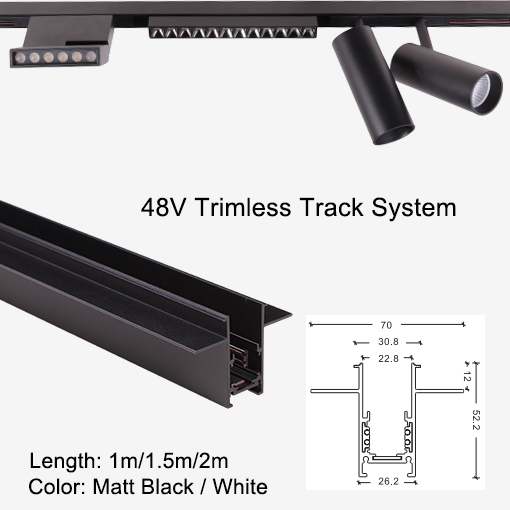 48V Trimless Track System
70
30.8
22.8
12
52.2
26.2
Length: 1m/1.5m/2m
Color: Matt Black / White